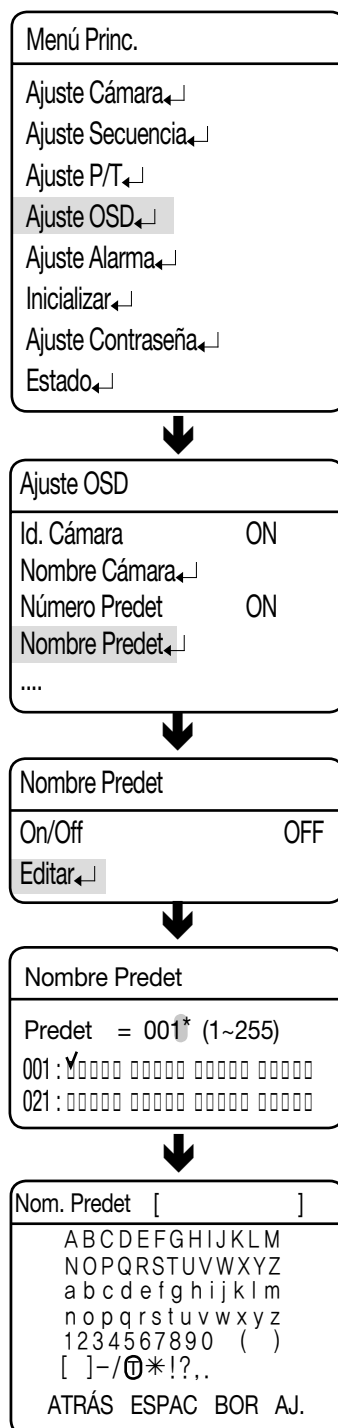 Menú Princ.
Ajuste Cámara↵
Ajuste Secuencia↵
Ajuste P/T↵
Ajuste OSD↵
Ajuste Alarma↵
Inicializar↵
Ajuste Contraseña↵
Estado↵
Ajuste OSD
Id. Cámara ON
Nombre Cámara↵
Número Predet ON
Nombre Predet↵
....
Nombre Predet
On/Off OFF
Editar↵
Nombre Predet
Predet = 001* (1~255)
001 : ▯▯▯▯▯ ▯▯▯▯▯ ▯▯▯▯▯ ▯▯▯▯▯
021 : ▯▯▯▯▯ ▯▯▯▯▯ ▯▯▯▯▯ ▯▯▯▯▯
Nom. Predet [ ]
A B C D E F G H I J K L M
N O P Q R S T U V W X Y Z
a b c d e f g h i j k l m
n o p q r s t u v w x y z
1 2 3 4 5 6 7 8 9 0 ( )
[ ] – / Ⓣ ✳ ! ? , .
ATRÁS ESPAC BOR AJ.